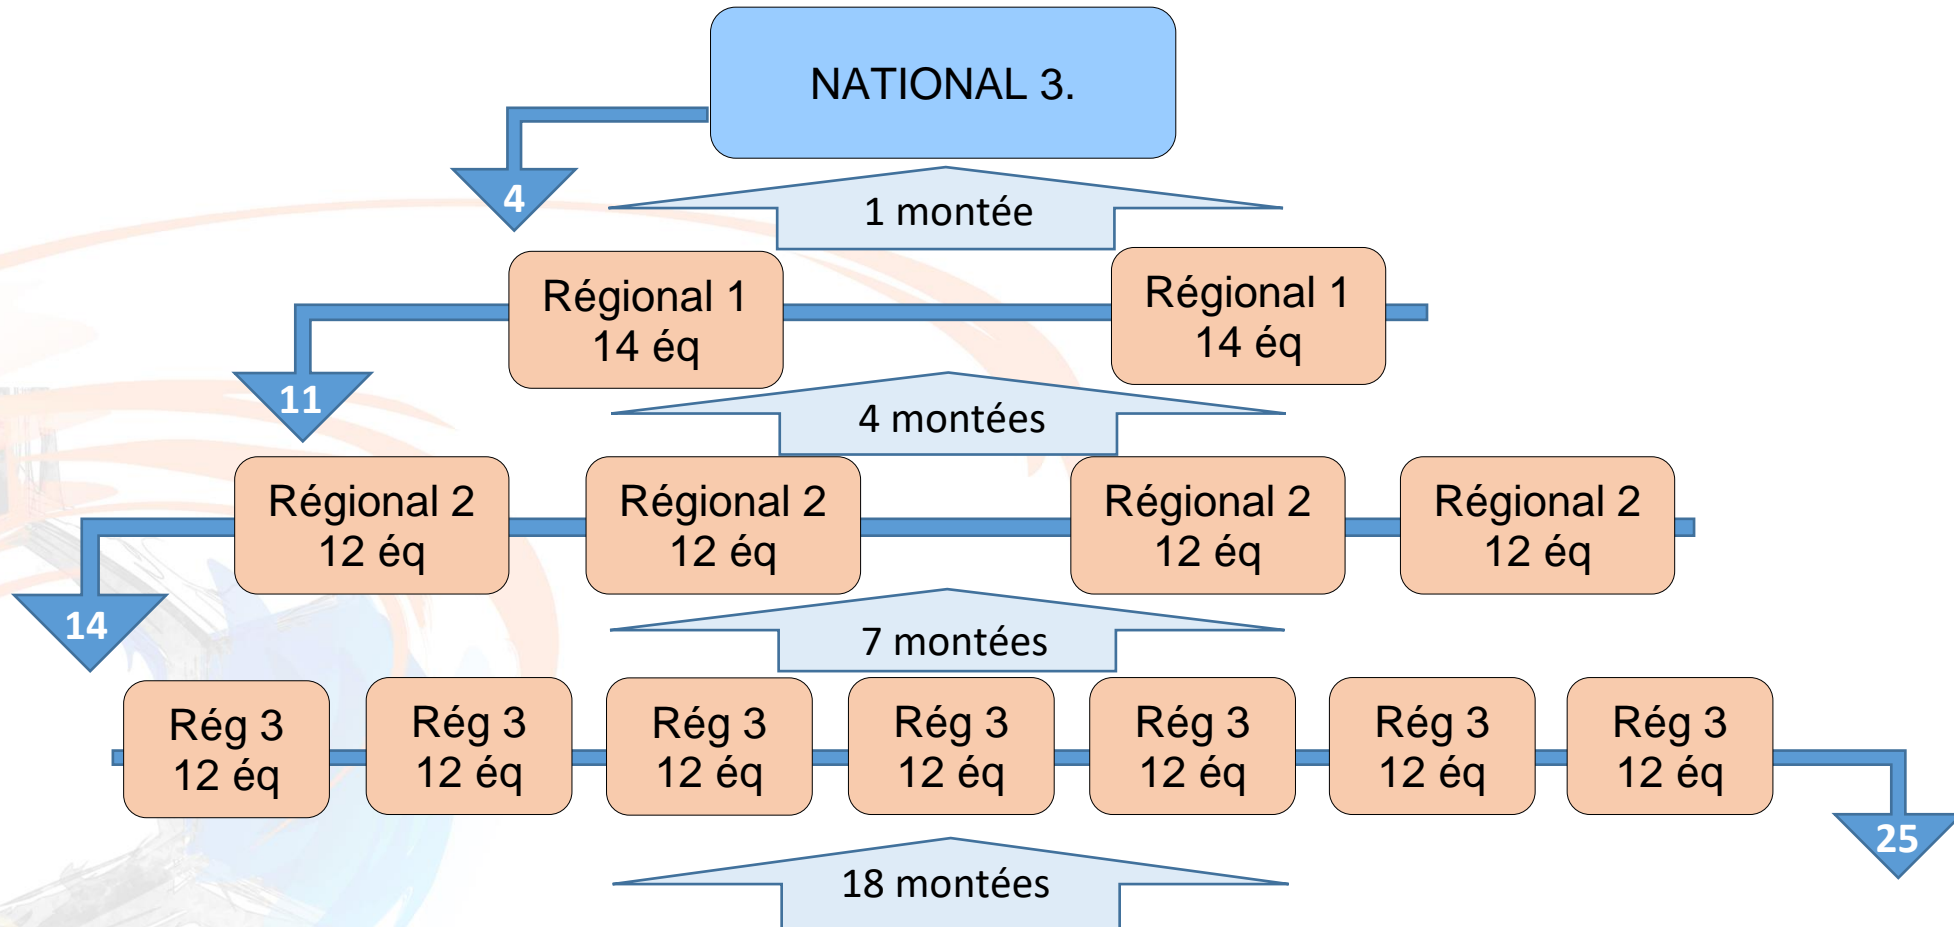 NATIONAL 3.
4
1 montée
Régional 1
14 éq
Régional 1
14 éq
11
4 montées
Régional 2
12 éq
Régional 2
12 éq
Régional 2
12 éq
Régional 2
12 éq
14
7 montées
Rég 3
12 éq
Rég 3
12 éq
Rég 3
12 éq
Rég 3
12 éq
Rég 3
12 éq
Rég 3
12 éq
Rég 3
12 éq
25
18 montées